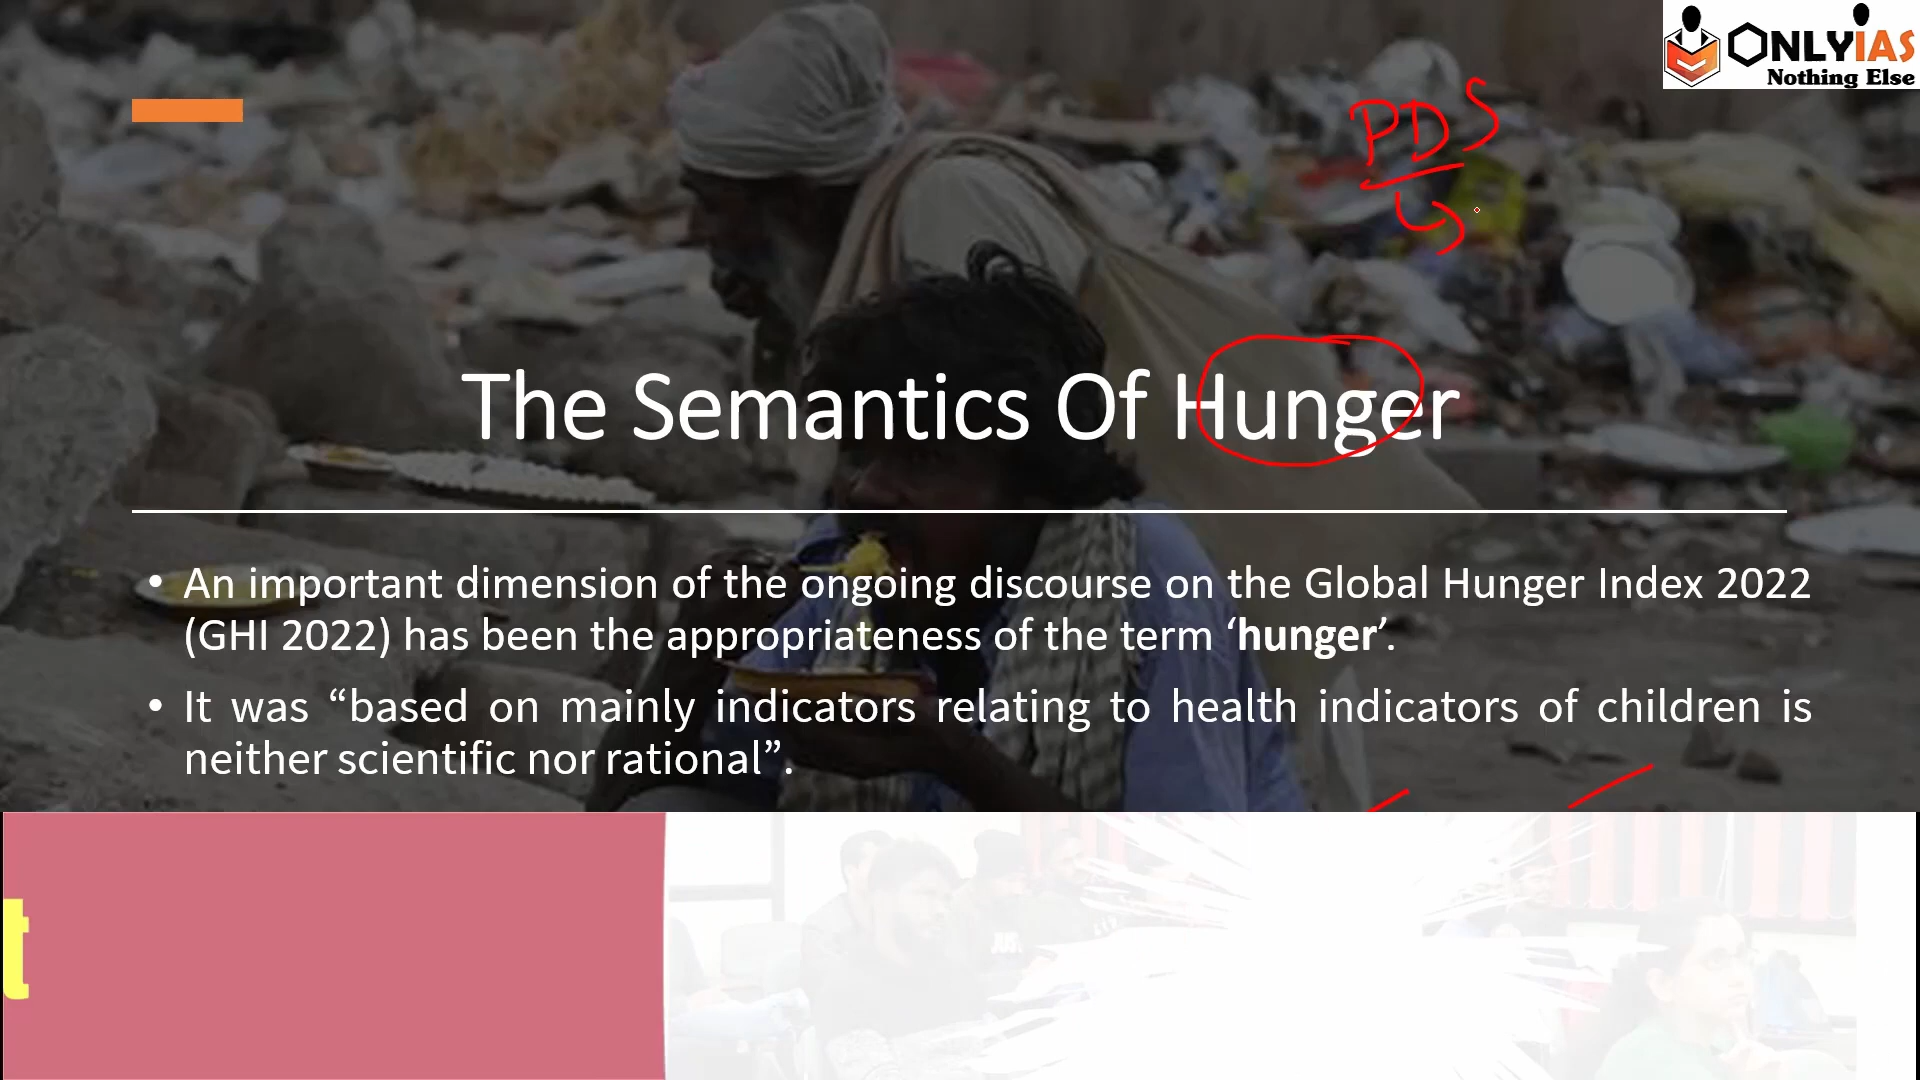 ONLYIAS
Nothing Else
PDS
The Semantics Of Hunger
• An important dimension of the ongoing discourse on the Global Hunger Index 2022
(GHI 2022) has been the appropriateness of the term ‘hunger’.
• It was “based on mainly indicators relating to health indicators of children is
neither scientific nor rational”.
t